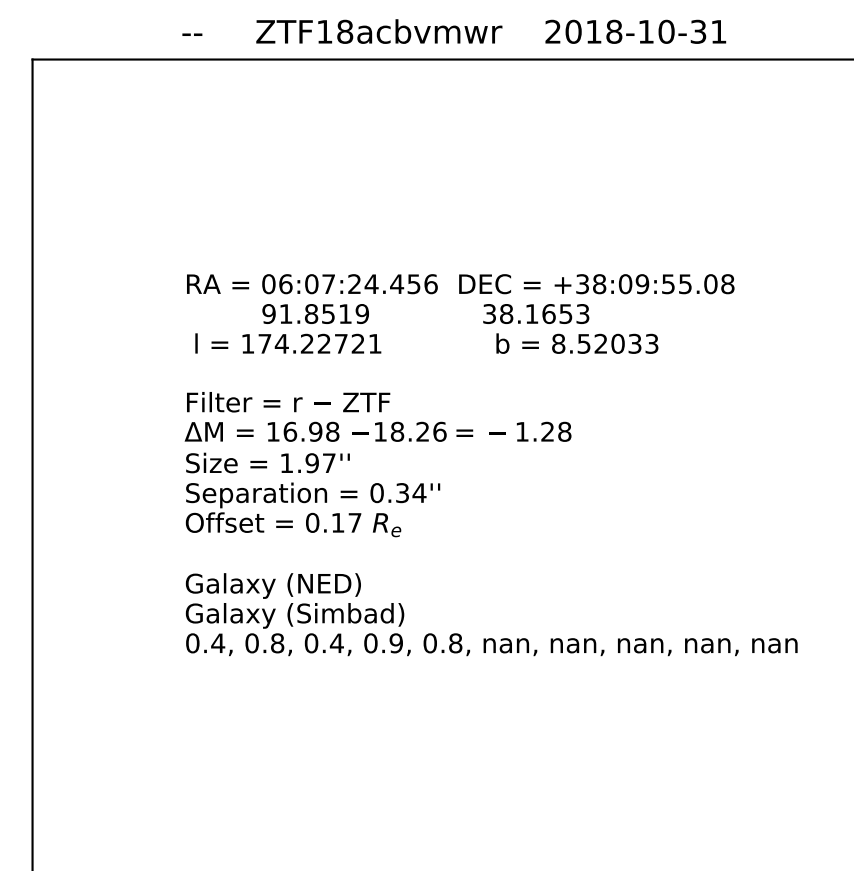 --     ZTF18acbvmwr    2018-10-31
RA = 06:07:24.456  DEC = +38:09:55.08
91.8519              38.1653
l = 174.22721              b = 8.52033
Filter = r − ZTF
ΔM = 16.98 −18.26 = − 1.28
Size = 1.97''
Separation = 0.34''
Offset = 0.17 Re
Galaxy (NED)
Galaxy (Simbad)
0.4, 0.8, 0.4, 0.9, 0.8, nan, nan, nan, nan, nan